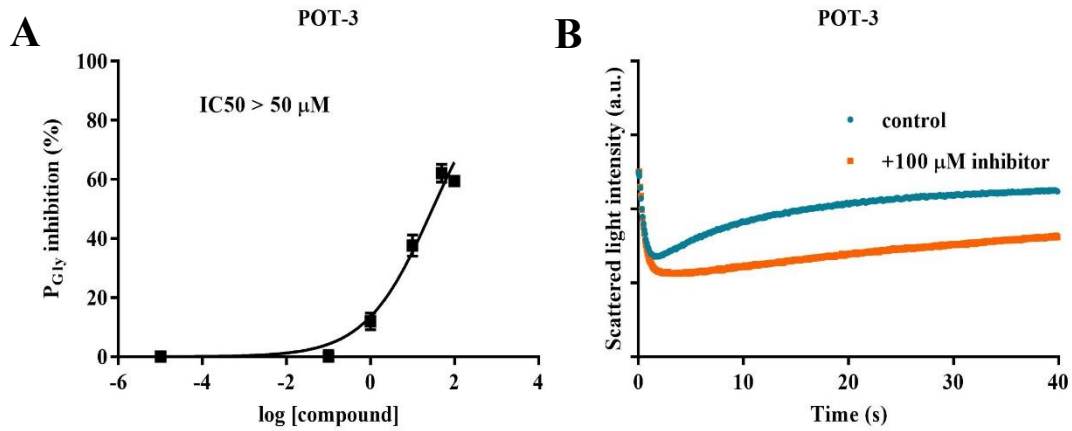 A
POT-3
P_Gly inhibition (%)
100
80
60
40
20
0
IC50 > 50 μM
-6
-4
-2
0
2
4
log [compound]
B
POT-3
Scattered light intensity (a.u.)
control
+100 μM inhibitor
0
10
20
30
40
Time (s)